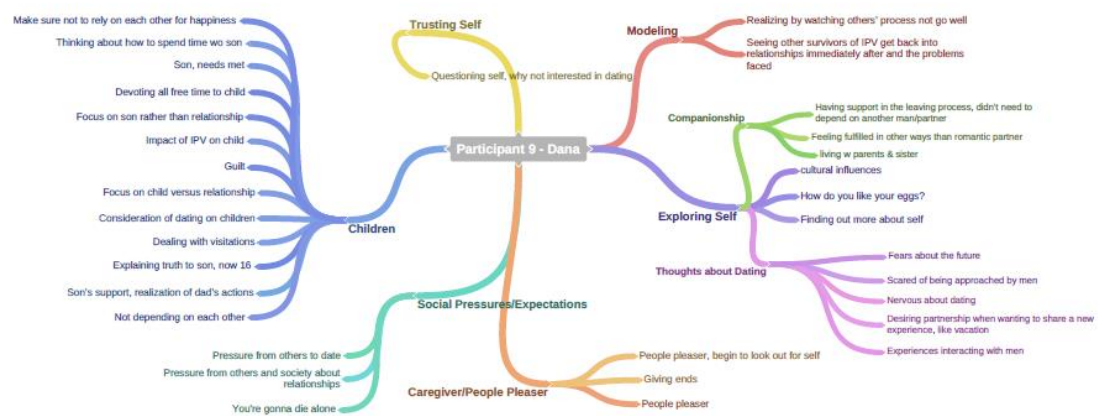 Make sure not to rely on each other for happiness
Thinking about how to spend time wo son
Son, needs met
Devoting all free time to child
Focus on son rather than relationship
Impact of IPV on child
Guilt
Focus on child versus relationship
Consideration of dating on children
Dealing with visitations
Explaining truth to son, now 16
Son's support, realization of dad's actions
Not depending on each other
Children
Trusting Self
Questioning self, why not interested in dating
Participant 9 - Dana
Modeling
Realizing by watching others' process not go well
Seeing other survivors of IPV get back into
relationships immediately after and the problems
faced
Companionship
Having support in the leaving process, didn't need to
depend on another man/partner
Feeling fulfilled in other ways than romantic partner
living w parents & sister
Exploring Self
cultural influences
How do you like your eggs?
Finding out more about self
Thoughts about Dating
Fears about the future
Scared of being approached by men
Nervous about dating
Desiring partnership when wanting to share a new
experience, like vacation
Experiences interacting with men
Social Pressures/Expectations
Pressure from others to date
Pressure from others and society about
relationships
You're gonna die alone
Caregiver/People Pleaser
People pleaser, begin to look out for self
Giving ends
People pleaser